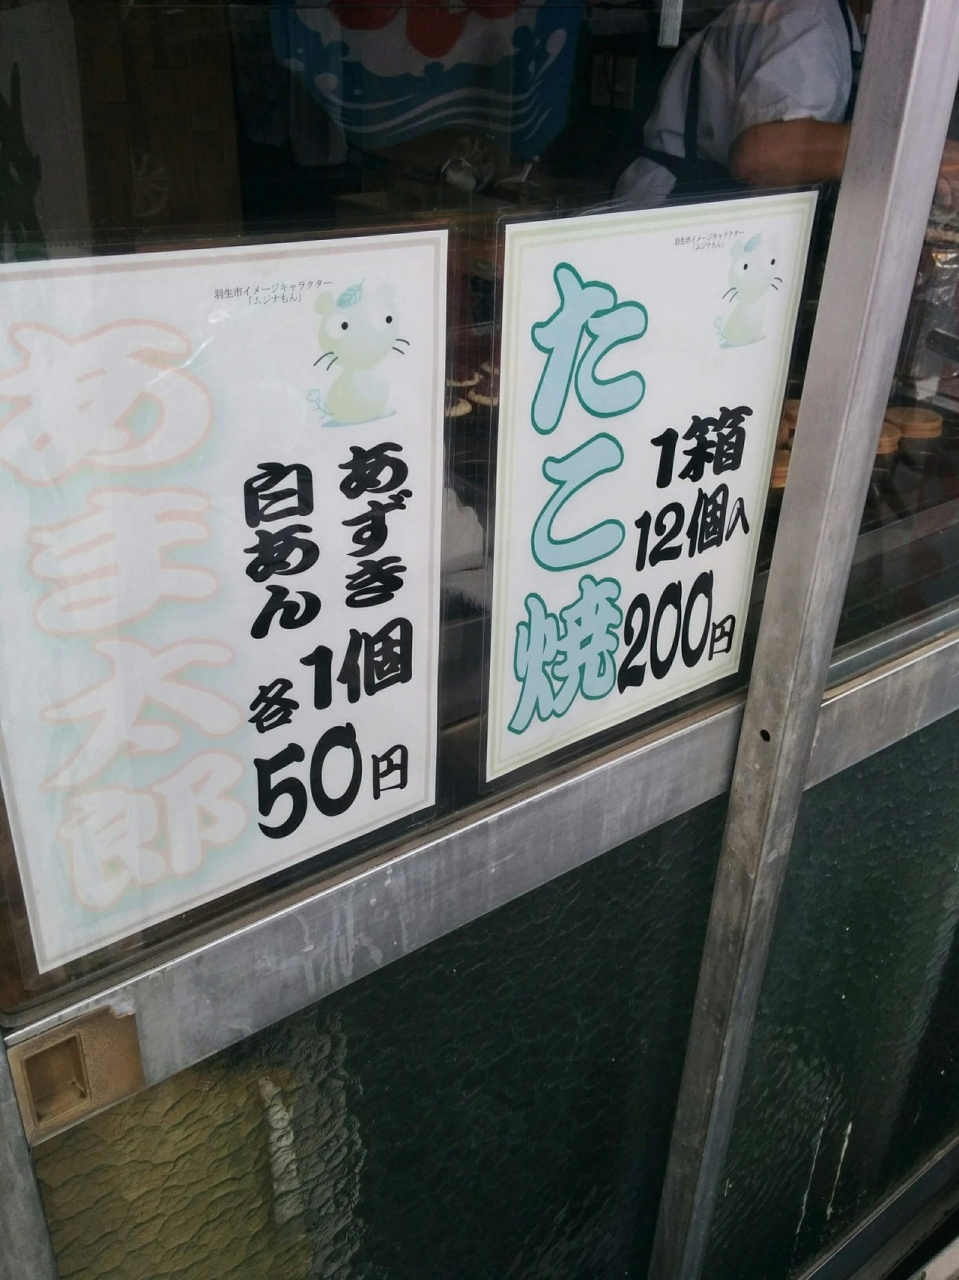 羽生市イメージキャラクター
「ムジナもん」
あま太郎
あずき
白あん
各1個
50円
羽生市イメージキャラクター
「ムジナもん」
たこ焼
1箱
12個入
200円